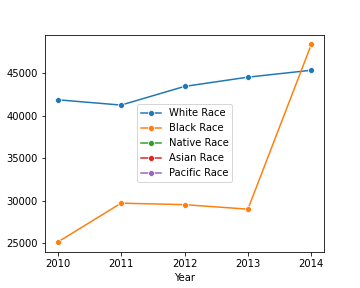 45000
40000
35000
30000
25000
White Race
Black Race
Native Race
Asian Race
Pacific Race
2010 2011 2012 2013 2014
Year